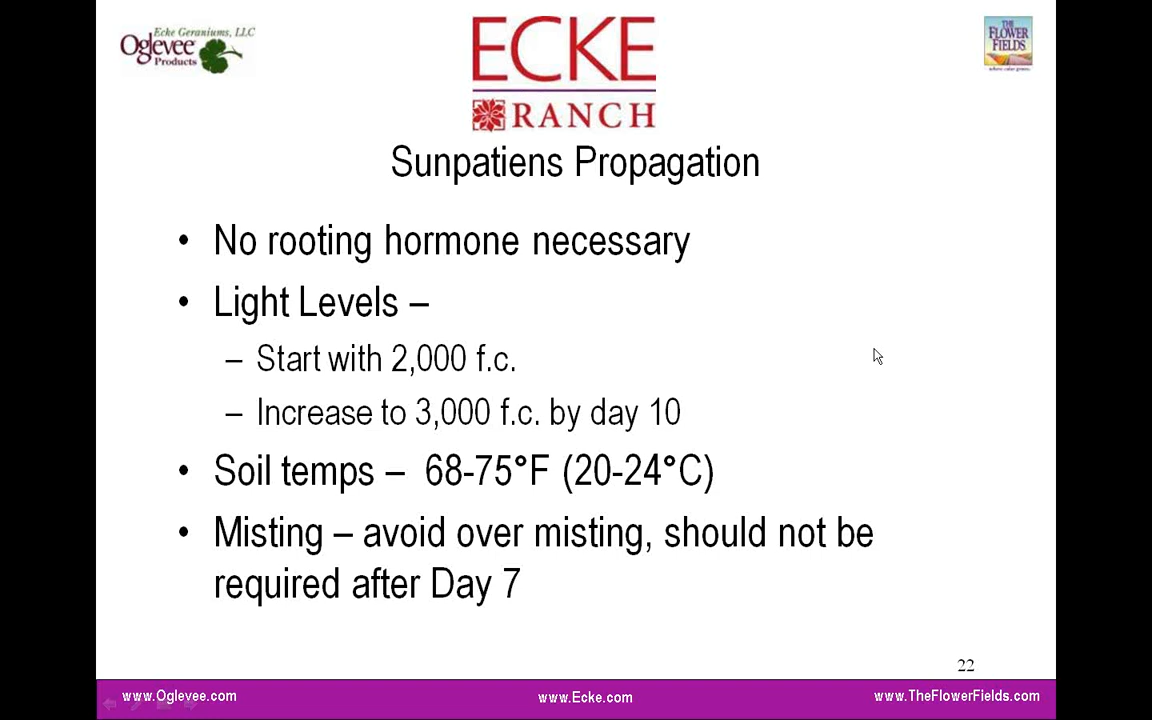 Ecke Geraniums, LLC
Oglevee
Products
ECKE
RANCH
THE
FLOWER
FIELDS
Sunpatiens Propagation
• No rooting hormone necessary
• Light Levels –
– Start with 2,000 f.c.
– Increase to 3,000 f.c. by day 10
• Soil temps – 68-75°F (20-24°C)
• Misting – avoid over misting, should not be
required after Day 7
22
www.Oglevee.com
www.Ecke.com
www.TheFlowerFields.com